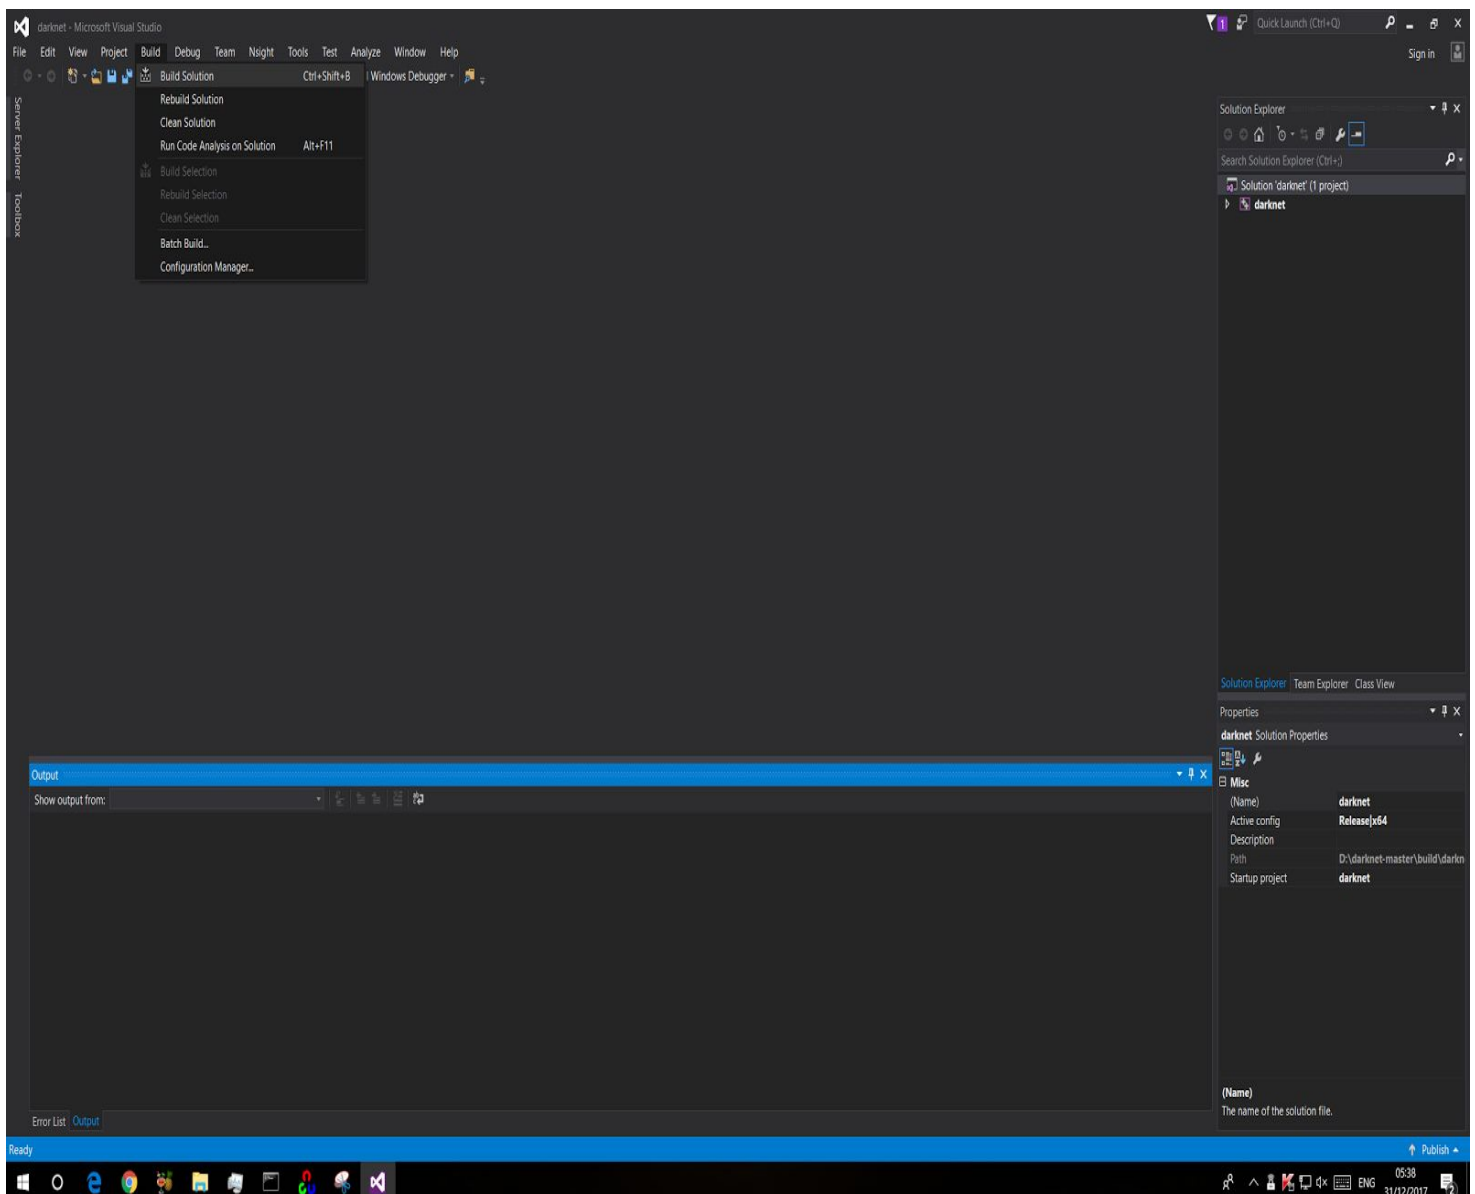 darknet - Microsoft Visual Studio
1 Quick Launch (Ctrl+Q)
File Edit View Project Build Debug Team Nsight Tools Test Analyze Window Help
Sign in
Build Solution Ctrl+Shift+B
Windows Debugger
Rebuild Solution
Clean Solution
Run Code Analysis on Solution Alt+F11
Build Selection
Rebuild Selection
Clean Selection
Batch Build...
Configuration Manager...
Server Explorer
Toolbox
Solution Explorer
Search Solution Explorer (Ctrl+;)
Solution 'darknet' (1 project)
darknet
Solution Explorer Team Explorer Class View
Properties
darknet Solution Properties
Misc
(Name) darknet
Active config Release|x64
Description
Path D:\darknet-master\build\darkn
Startup project darknet
(Name)
The name of the solution file.
Output
Show output from:
Error List Output
Ready
Publish
ENG
05:38
31/12/2017
2